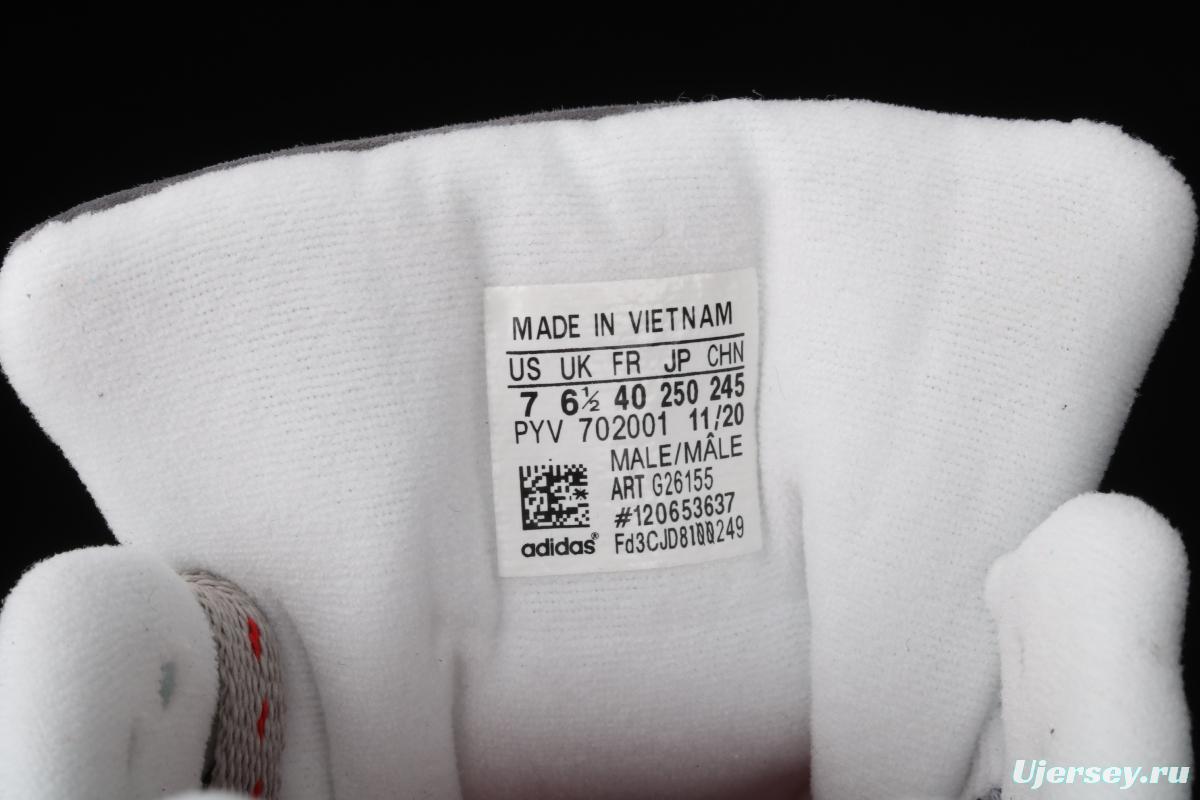 MADE IN VIETNAM
US UK FR JP CHN
7 6½ 40 250 245
PYV 702001 11/20
MALE/MÂLE
ART G26155
#120653637
adidas® Fd3CJD8100249
Ujersey.ru